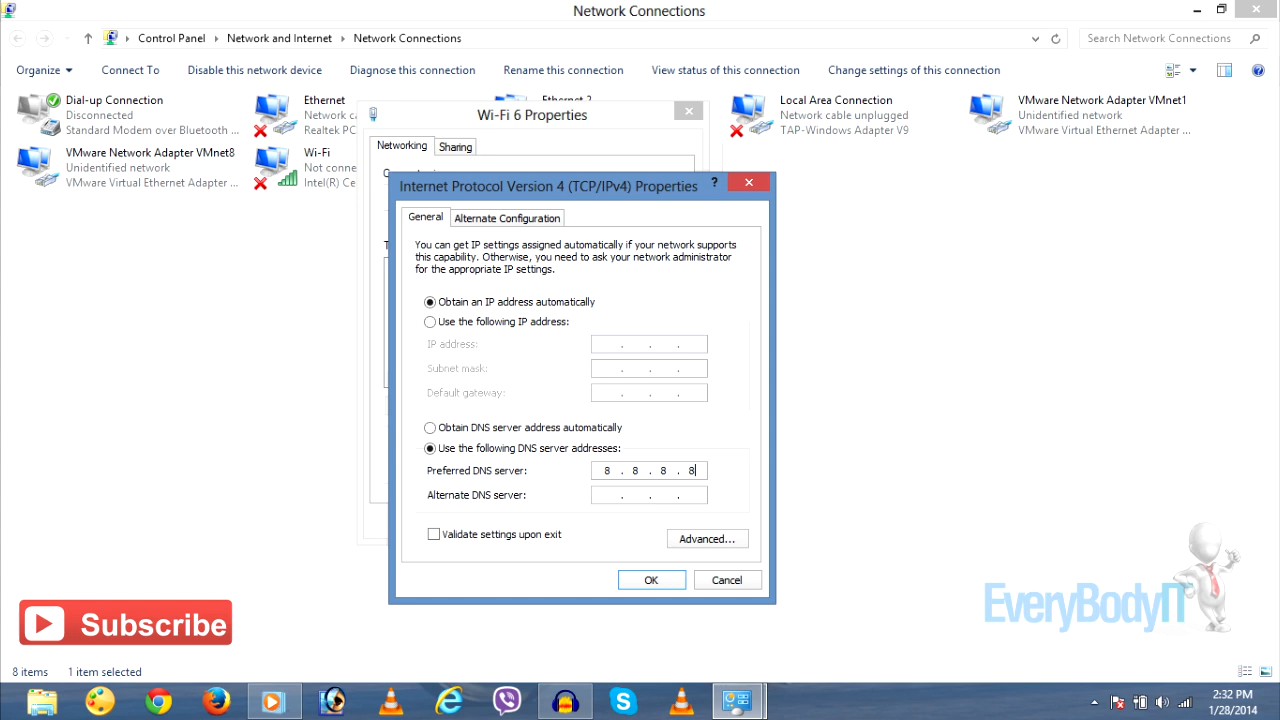 Network Connections
Control Panel Network and Internet Network Connections
Search Network Connections
Organize Connect To Disable this network device Diagnose this connection Rename this connection View status of this connection Change settings of this connection
Dial-up Connection
Disconnected
Standard Modem over Bluetooth ...
Ethernet
Network ca
Realtek PC
Ethernet 2
Local Area Connection
Network cable unplugged
TAP-Windows Adapter V9
VMware Network Adapter VMnet1
Unidentified network
VMware Virtual Ethernet Adapter ...
VMware Network Adapter VMnet8
Unidentified network
VMware Virtual Ethernet Adapter ...
Wi-Fi
Not conne
Intel(R) Ce
Wi-Fi 6 Properties
Networking Sharing
Internet Protocol Version 4 (TCP/IPv4) Properties
General Alternate Configuration
You can get IP settings assigned automatically if your network supports
this capability. Otherwise, you need to ask your network administrator
for the appropriate IP settings.
Obtain an IP address automatically
Use the following IP address:
IP address: . . .
Subnet mask: . . .
Default gateway: . . .
Obtain DNS server address automatically
Use the following DNS server addresses:
Preferred DNS server: 8 . 8 . 8 . 8
Alternate DNS server: . . .
Validate settings upon exit
Advanced...
OK Cancel
Subscribe
EveryBodyIT
8 items 1 item selected
2:32 PM
1/28/2014